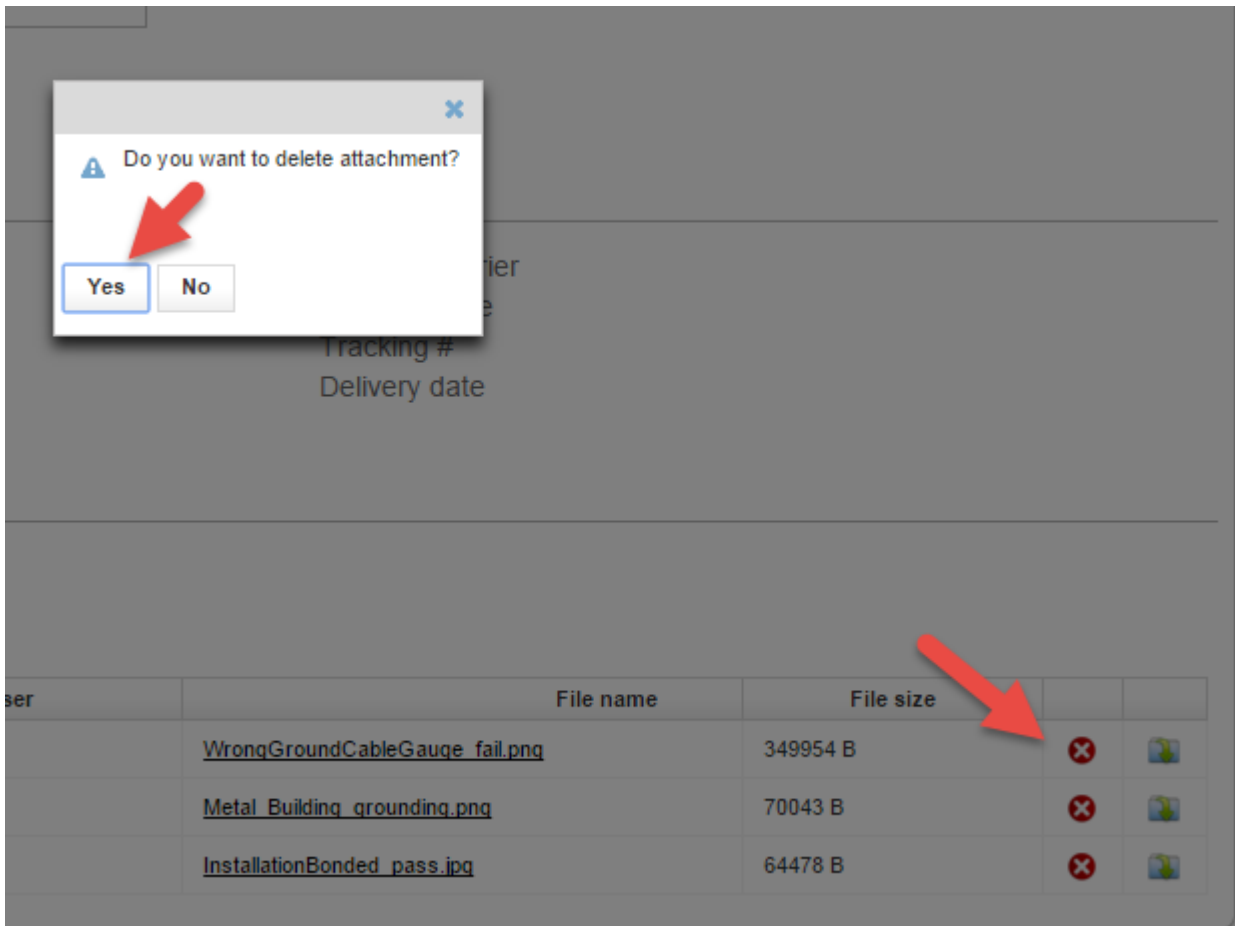 Do you want to delete attachment?
Yes No
Tracking #
Delivery date
File name File size
WrongGroundCableGauge_fail.png 349954 B
Metal_Building_grounding.png 70043 B
InstallationBonded_pass.jpg 64478 B